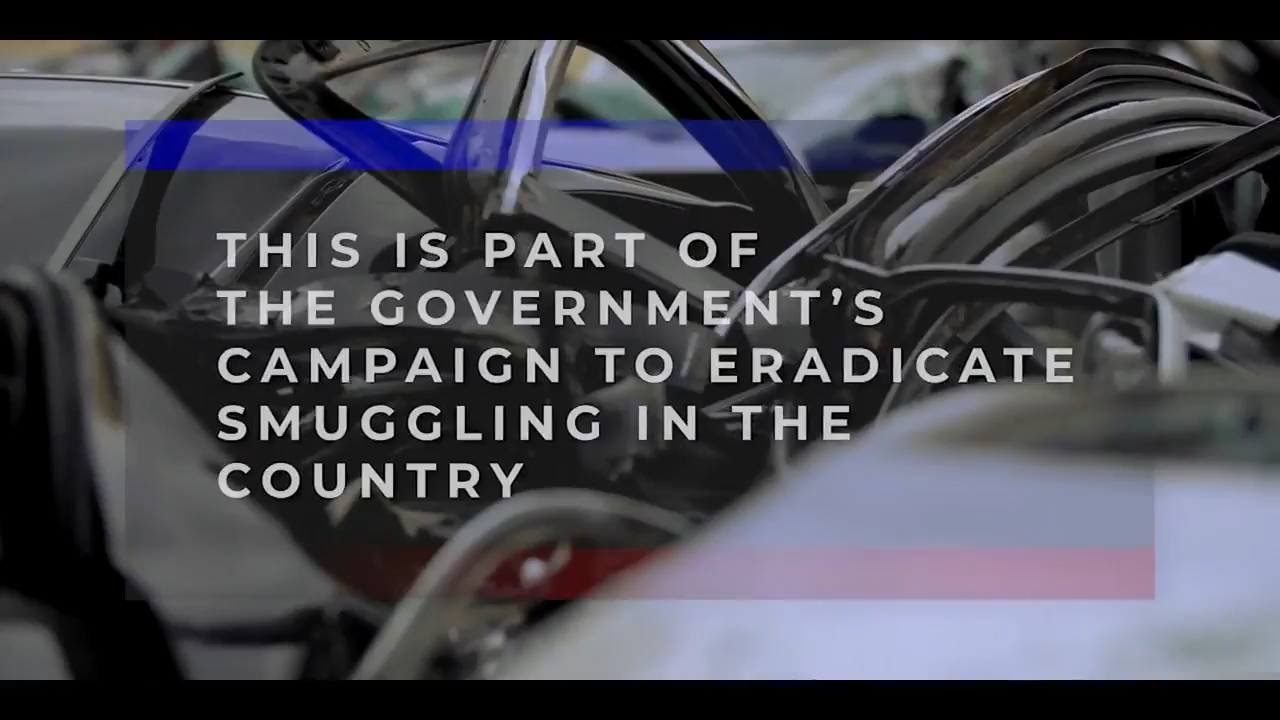 THIS IS PART OF
THE GOVERNMENT’S
CAMPAIGN TO ERADICATE
SMUGGLING IN THE
COUNTRY